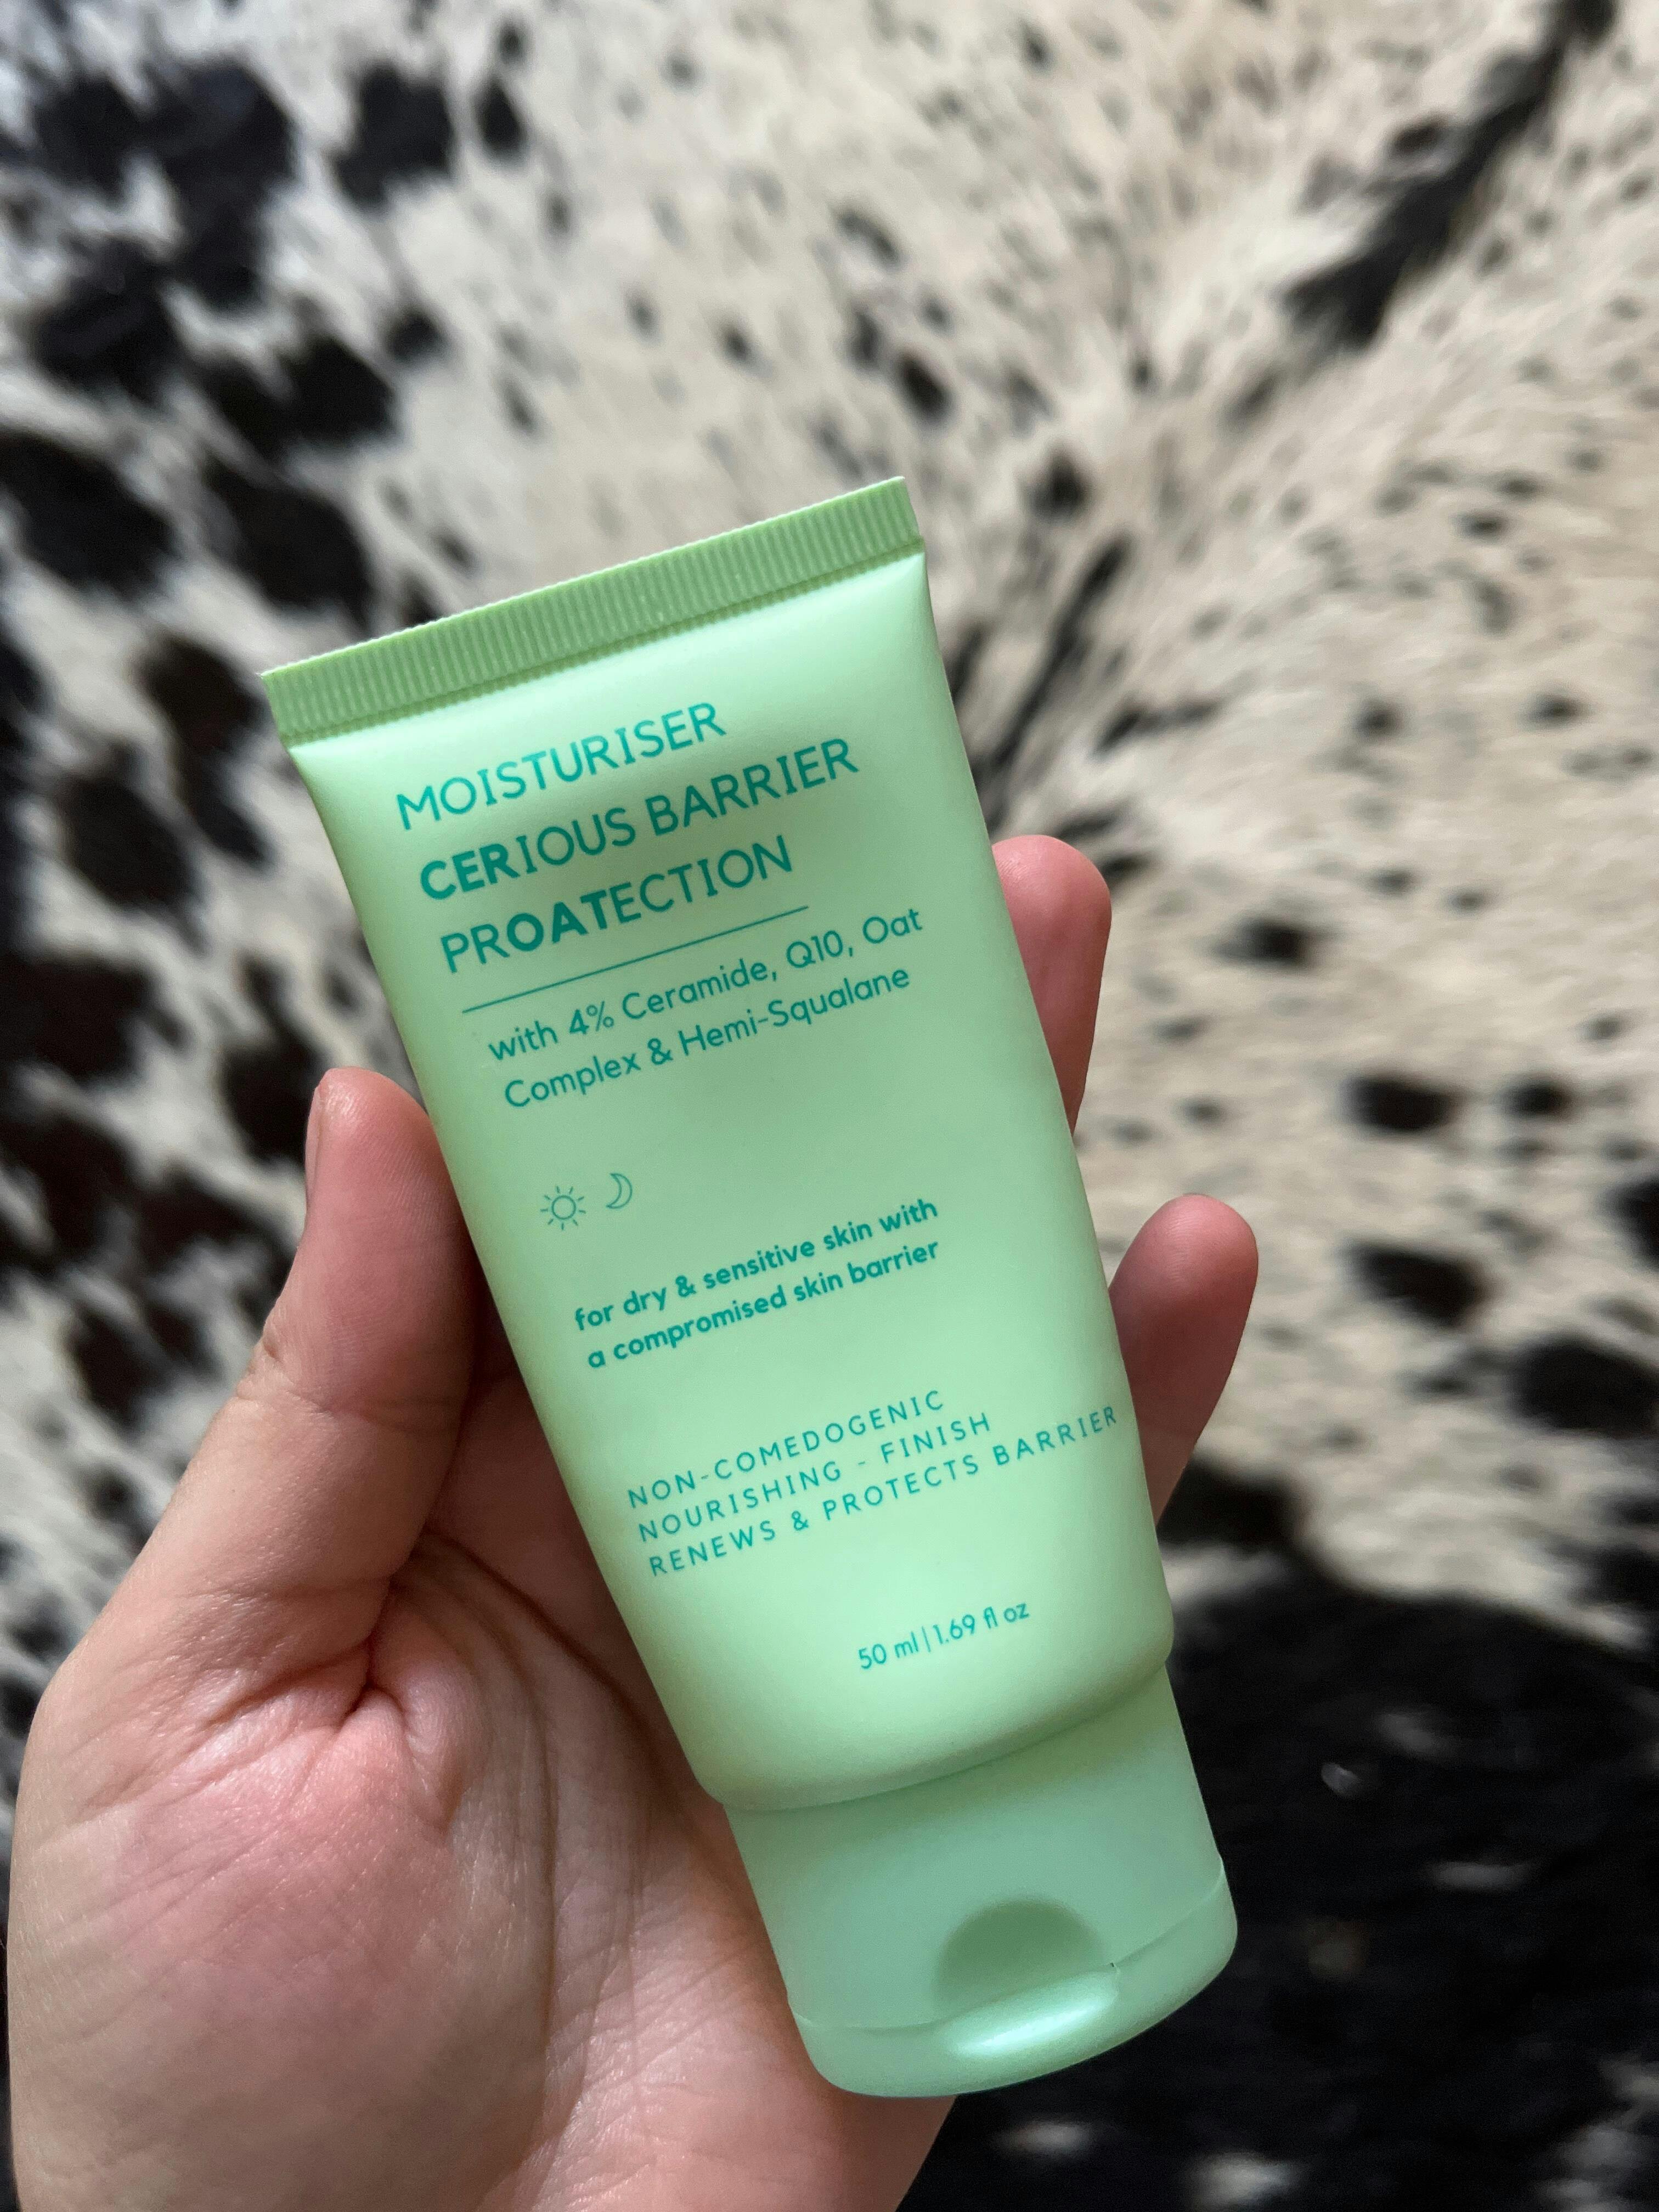 MOISTURISER
CERIOUS BARRIER
PROATECTION
with 4% Ceramide, Q10, Oat
Complex & Hemi-Squalane
for dry & sensitive skin with
a compromised skin barrier
NON-COMEDOGENIC
NOURISHING - FINISH
RENEWS & PROTECTS BARRIER
50 ml | 1.69 fl oz